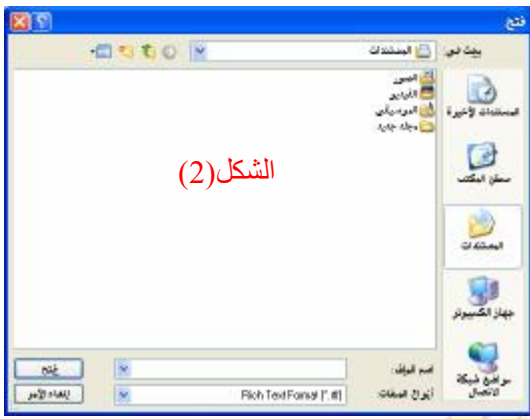 فتح
بحث في: المستندات
المستندات الأخيرة
سطح المكتب
المستندات
جهاز الكمبيوتر
مواضع شبكة
الاتصال
الصور
الفيديو
الموسيقى
مجلد جديد
الشكل(2)
اسم الملف: فتح
أنواع الملفات: Rich Text Format (*.rtf) إلغاء الأمر